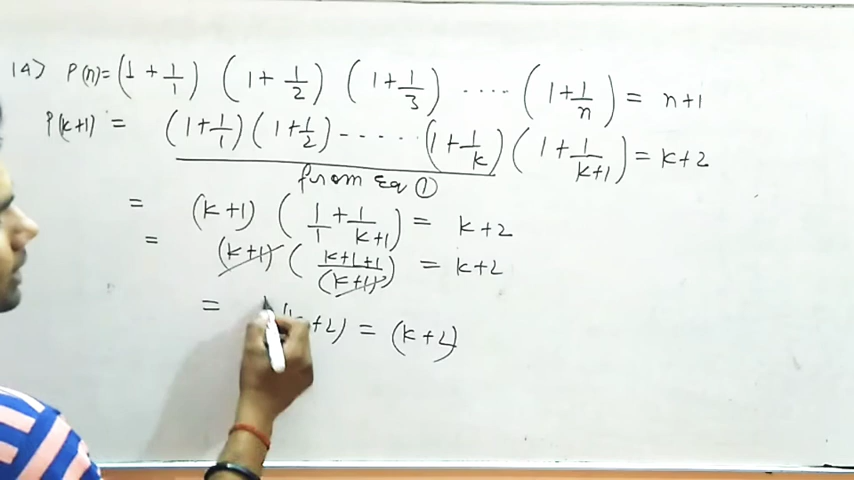 14) P(n)= (1 + 1/1) (1 + 1/2) (1 + 1/3) .... (1 + 1/n) = n+1
P(k+1) = (1 + 1/1) (1 + 1/2) ----... (1 + 1/k) (1 + 1/(k+1)) = k+2
from Eq ①
= (k+1) (1/1 + 1/(k+1)) = k+2
= (k+1) ((k+1+1)/(k+1)) = k+2
= (k+2) = (k+2)